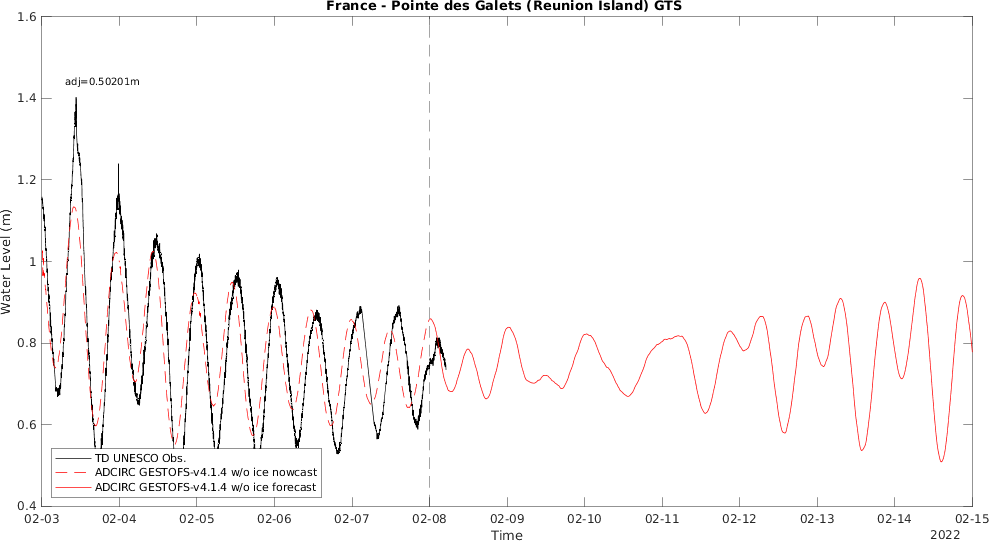 France - Pointe des Galets (Reunion Island) GTS
1.6
1.4
1.2
1
0.8
0.6
0.4
Water Level (m)
adj=0.50201m
TD UNESCO Obs.
ADCIRC GESTOFS-v4.1.4 w/o ice nowcast
ADCIRC GESTOFS-v4.1.4 w/o ice forecast
02-03 02-04 02-05 02-06 02-07 02-08 02-09 02-10 02-11 02-12 02-13 02-14 02-15
Time
2022